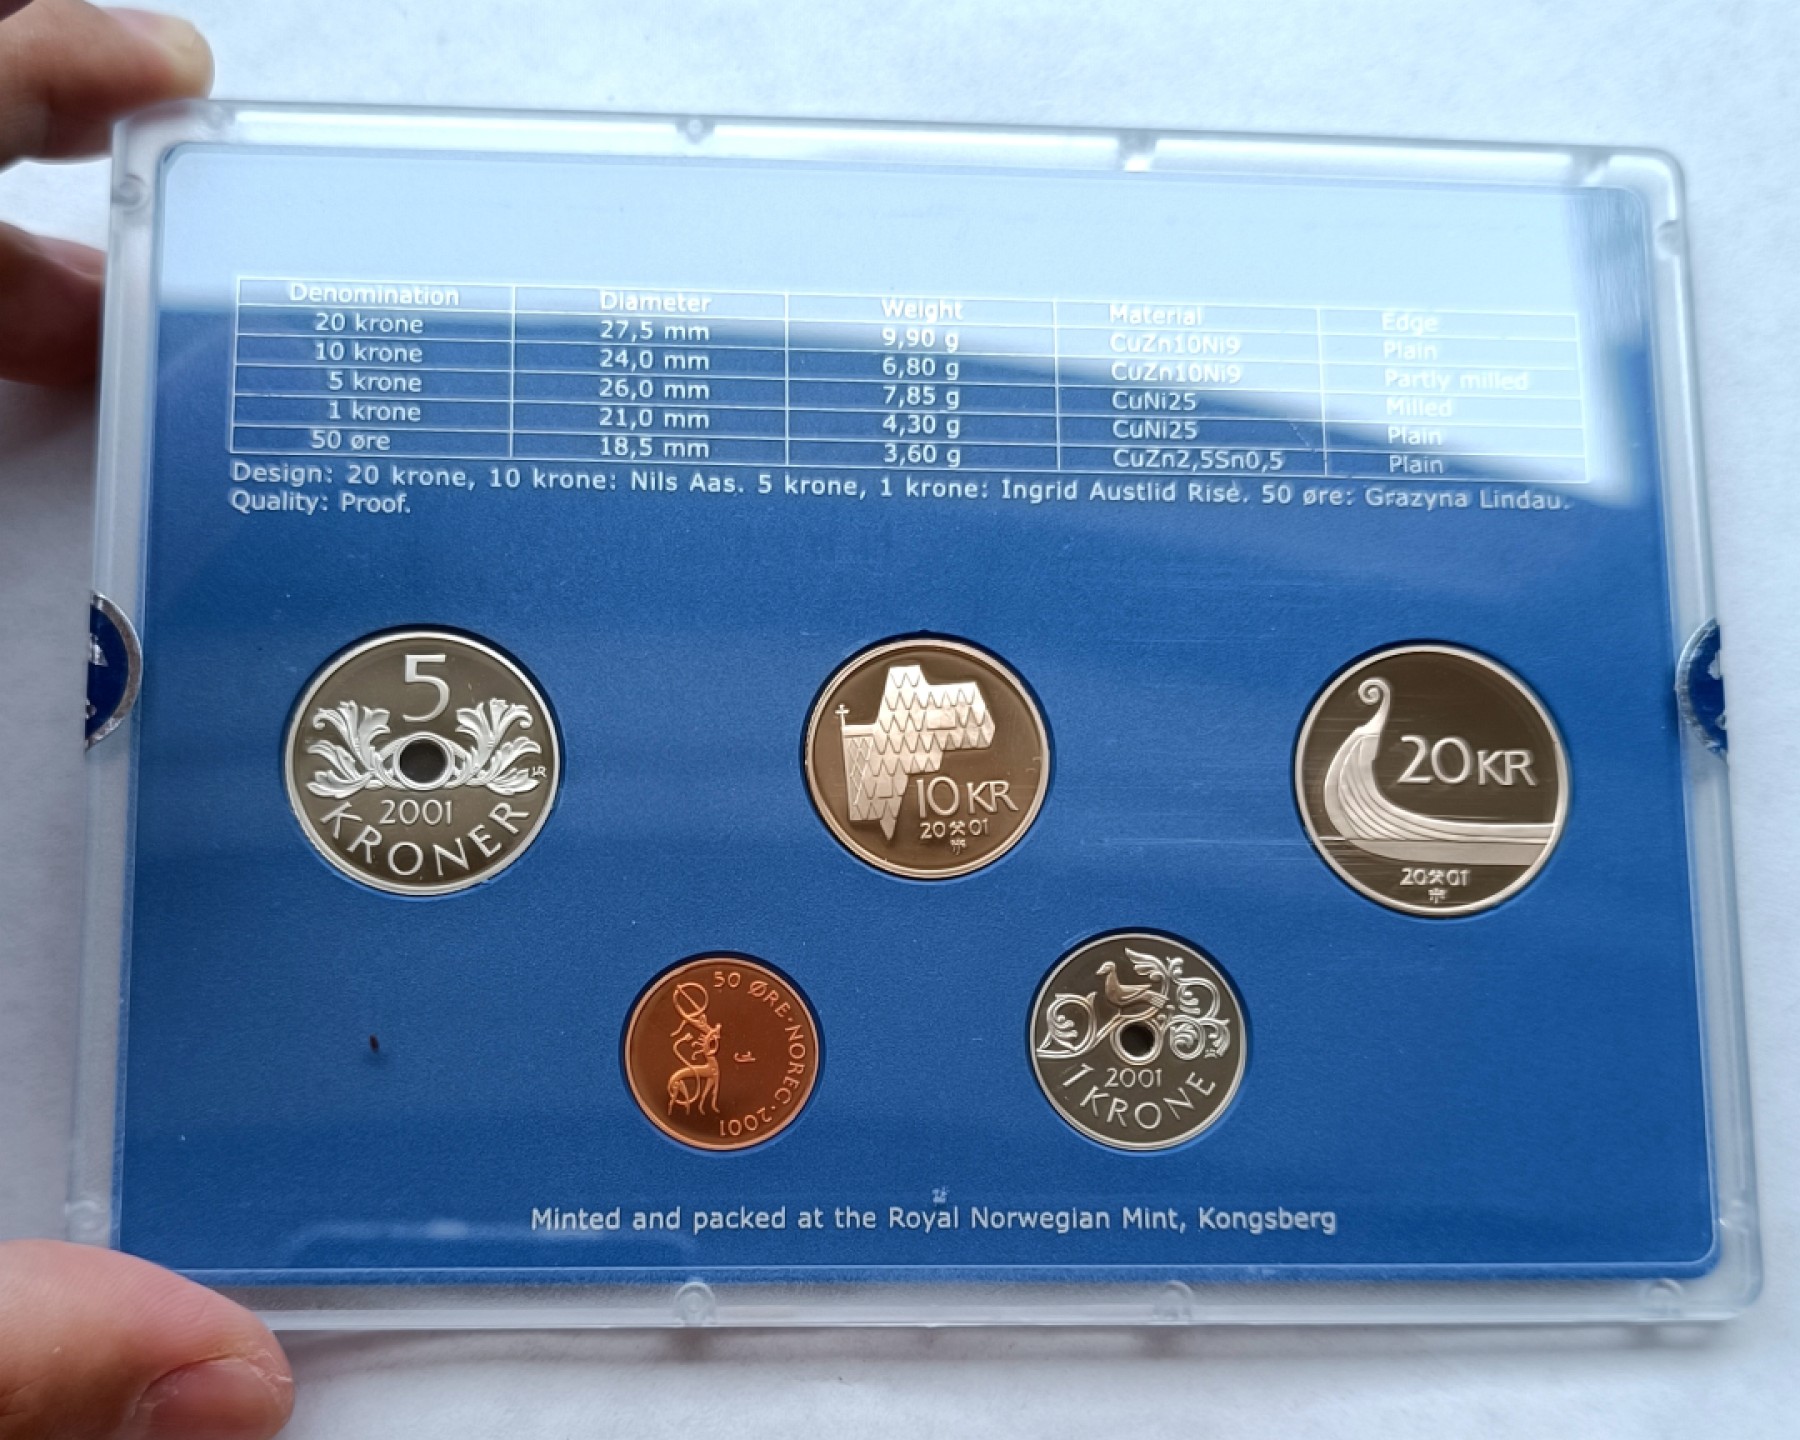 Denomination Diameter Weight Material Edge
20 krone 27,5 mm 9,90 g CuZn10Ni9 Plain
10 krone 24,0 mm 6,80 g CuZn10Ni9 Partly milled
5 krone 26,0 mm 7,85 g CuNi25 Milled
1 krone 21,0 mm 4,30 g CuNi25 Plain
50 øre 18,5 mm 3,60 g CuZn2,5Sn0,5 Plain
Design: 20 krone, 10 krone: Nils Aas. 5 krone, 1 krone: Ingrid Austlid Rise. 50 øre: Grazyna Lindau.
Quality: Proof.
5
2001
KRONER
10 KR
20 01
20 KR
20 01
50 ØRE·NOREG·2001
2001
1 KRONE
Minted and packed at the Royal Norwegian Mint, Kongsberg